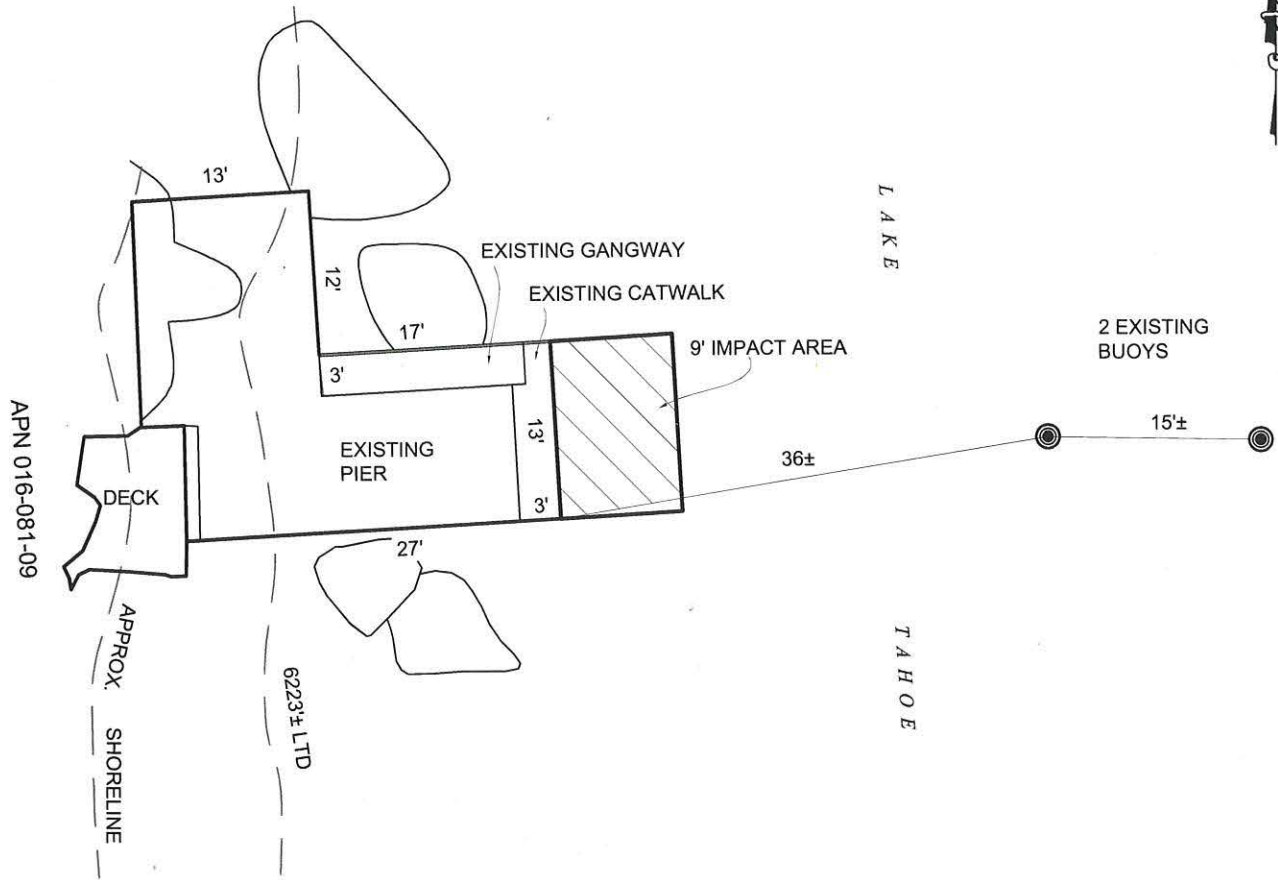 13'
L A K E
EXISTING GANGWAY
12'
EXISTING CATWALK
2 EXISTING
BUOYS
17'
9' IMPACT AREA
3'
13'
15'±
EXISTING
PIER
36±
APN 016-081-09
DECK
3'
27'
APPROX. SHORELINE
6223'± LTD
T A H O E